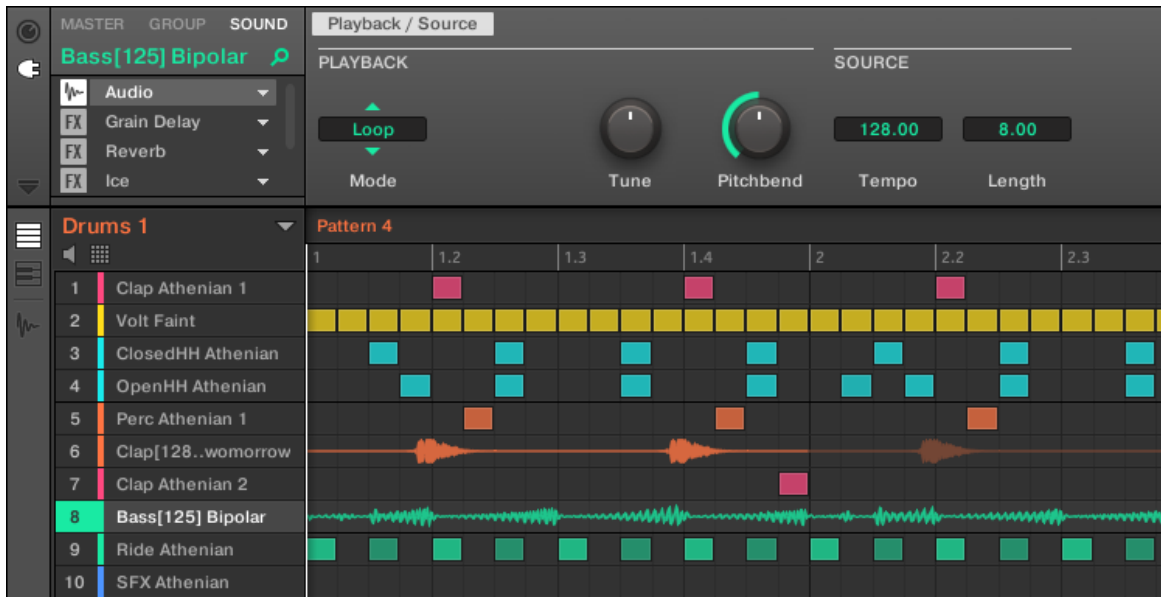 MASTER GROUP SOUND
Bass[125] Bipolar
Audio
FX Grain Delay
FX Reverb
FX Ice
Playback / Source
PLAYBACK SOURCE
Loop 128.00 8.00
Mode Tune Pitchbend Tempo Length
Drums 1
Pattern 4
1 1.2 1.3 1.4 2 2.2 2.3
1 Clap Athenian 1
2 Volt Faint
3 ClosedHH Athenian
4 OpenHH Athenian
5 Perc Athenian 1
6 Clap[128..womorrow
7 Clap Athenian 2
8 Bass[125] Bipolar
9 Ride Athenian
10 SFX Athenian